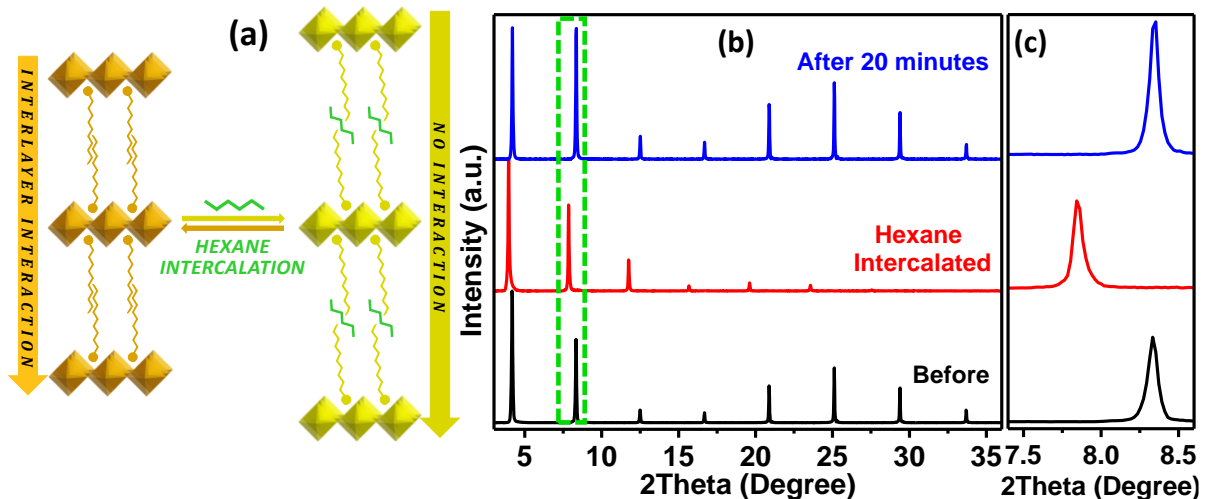 (a)
INTERLAYER INTERACTION
HEXANE
INTERCALATION
NO INTERACTION
(b)
After 20 minutes
Hexane
Intercalated
Before
Intensity (a.u.)
5 10 15 20 25 30 35
2Theta (Degree)
(c)
7.5 8.0 8.5
2Theta (Degree)